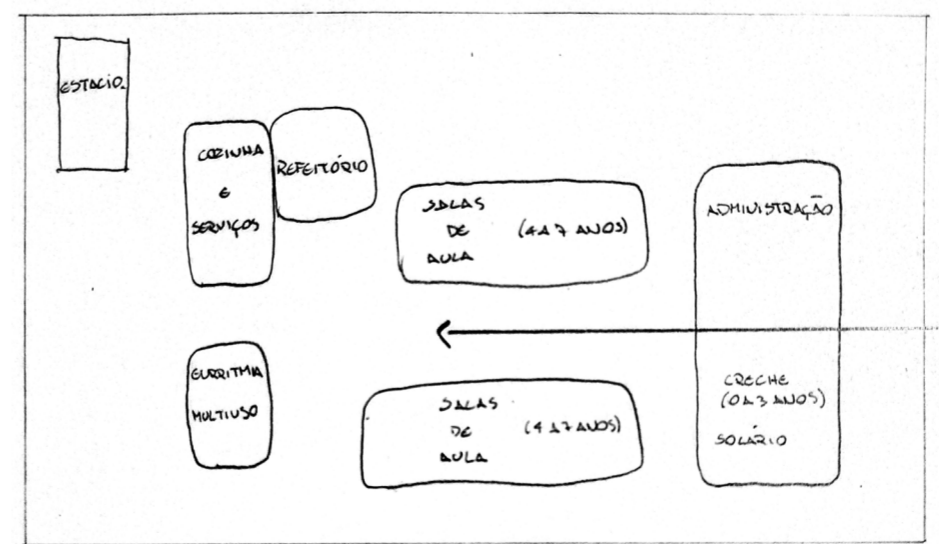 ESTACIO.
COZINHA
E
SERVIÇOS
REFEITÓRIO
SALAS
DE (4 A 7 ANOS)
AULA
ADMINISTRAÇÃO
EURRITMIA
MULTIUSO
SALAS
DE (4 A 7 ANOS)
AULA
CRECHE
(0 A 3 ANOS)
SOLÁRIO